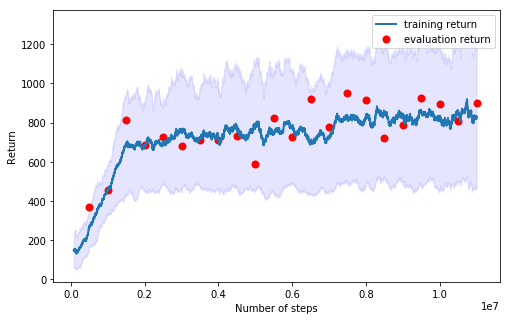 training return
evaluation return
Return
1200
1000
800
600
400
200
0
0.0 0.2 0.4 0.6 0.8 1.0
1e7
Number of steps